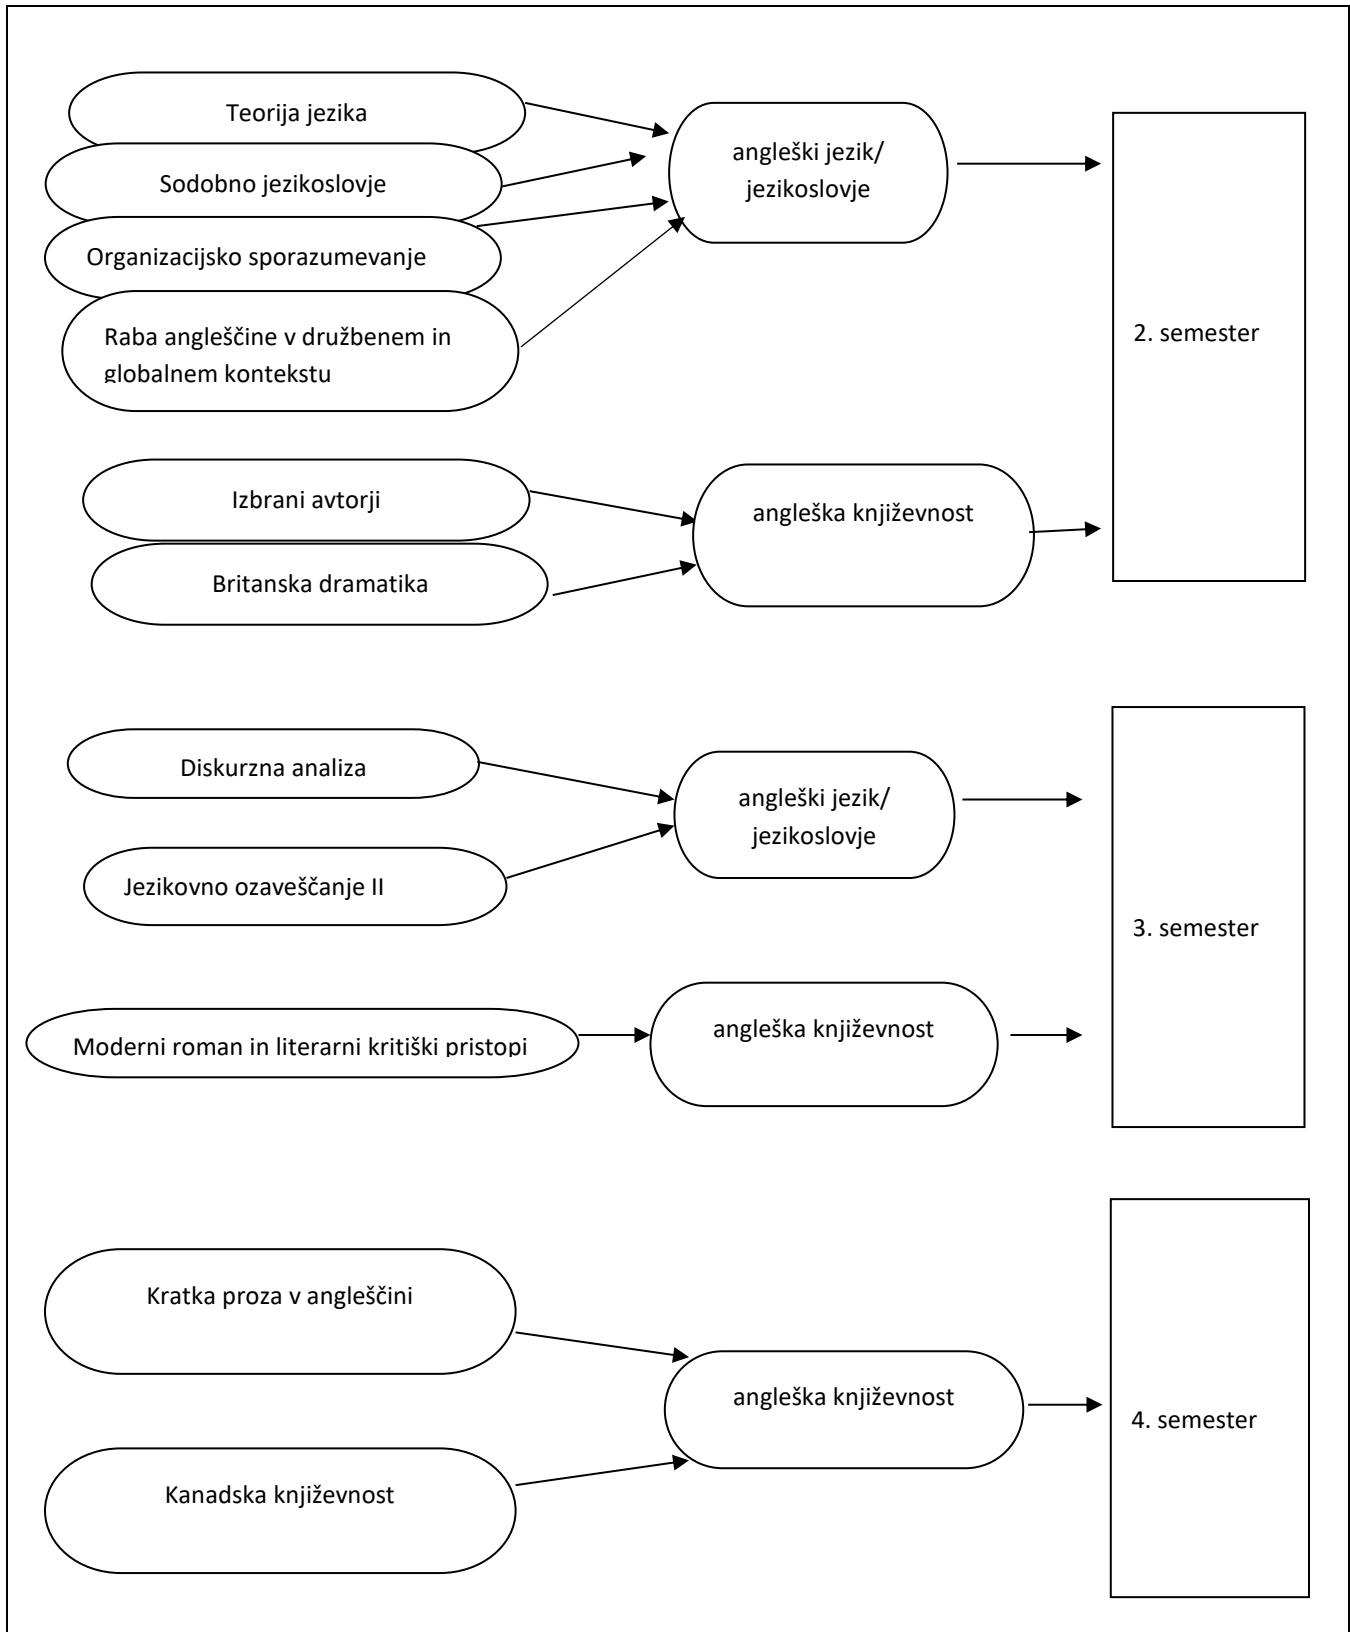 Teorija jezika
Sodobno jezikoslovje
Organizacijsko sporazumevanje
Raba angleščine v družbenem in
globalnem kontekstu
angleški jezik/
jezikoslovje
Izbrani avtorji
Britanska dramatika
angleška književnost
2. semester
Diskurzna analiza
Jezikovno ozaveščanje II
angleški jezik/
jezikoslovje
Moderni roman in literarni kritiški pristopi
angleška književnost
3. semester
Kratka proza v angleščini
Kanadska književnost
angleška književnost
4. semester